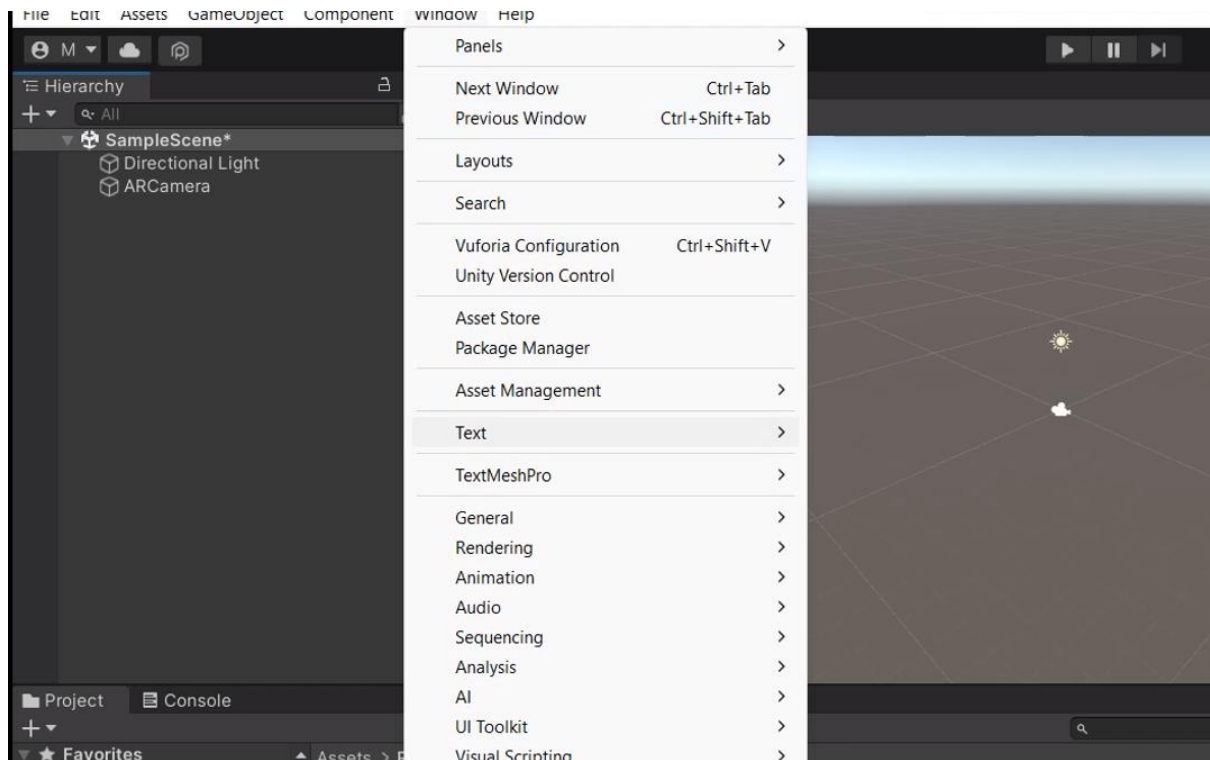 File Edit Assets GameObject Component Window Help
M
Hierarchy
All
SampleScene*
Directional Light
ARCamera
Panels
Next Window Ctrl+Tab
Previous Window Ctrl+Shift+Tab
Layouts
Search
Vuforia Configuration Ctrl+Shift+V
Unity Version Control
Asset Store
Package Manager
Asset Management
Text
TextMeshPro
General
Rendering
Animation
Audio
Sequencing
Analysis
AI
UI Toolkit
Visual Scripting
Project Console
Favorites
Assets >